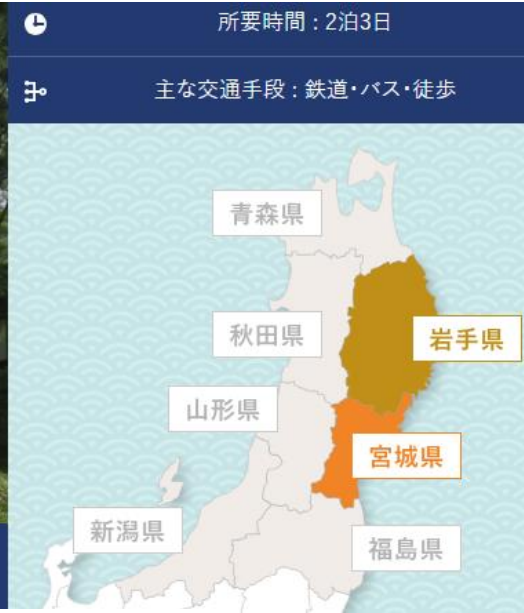 所要時間：2泊3日
主な交通手段：鉄道・バス・徒歩
青森県
秋田県
岩手県
山形県
宮城県
新潟県
福島県